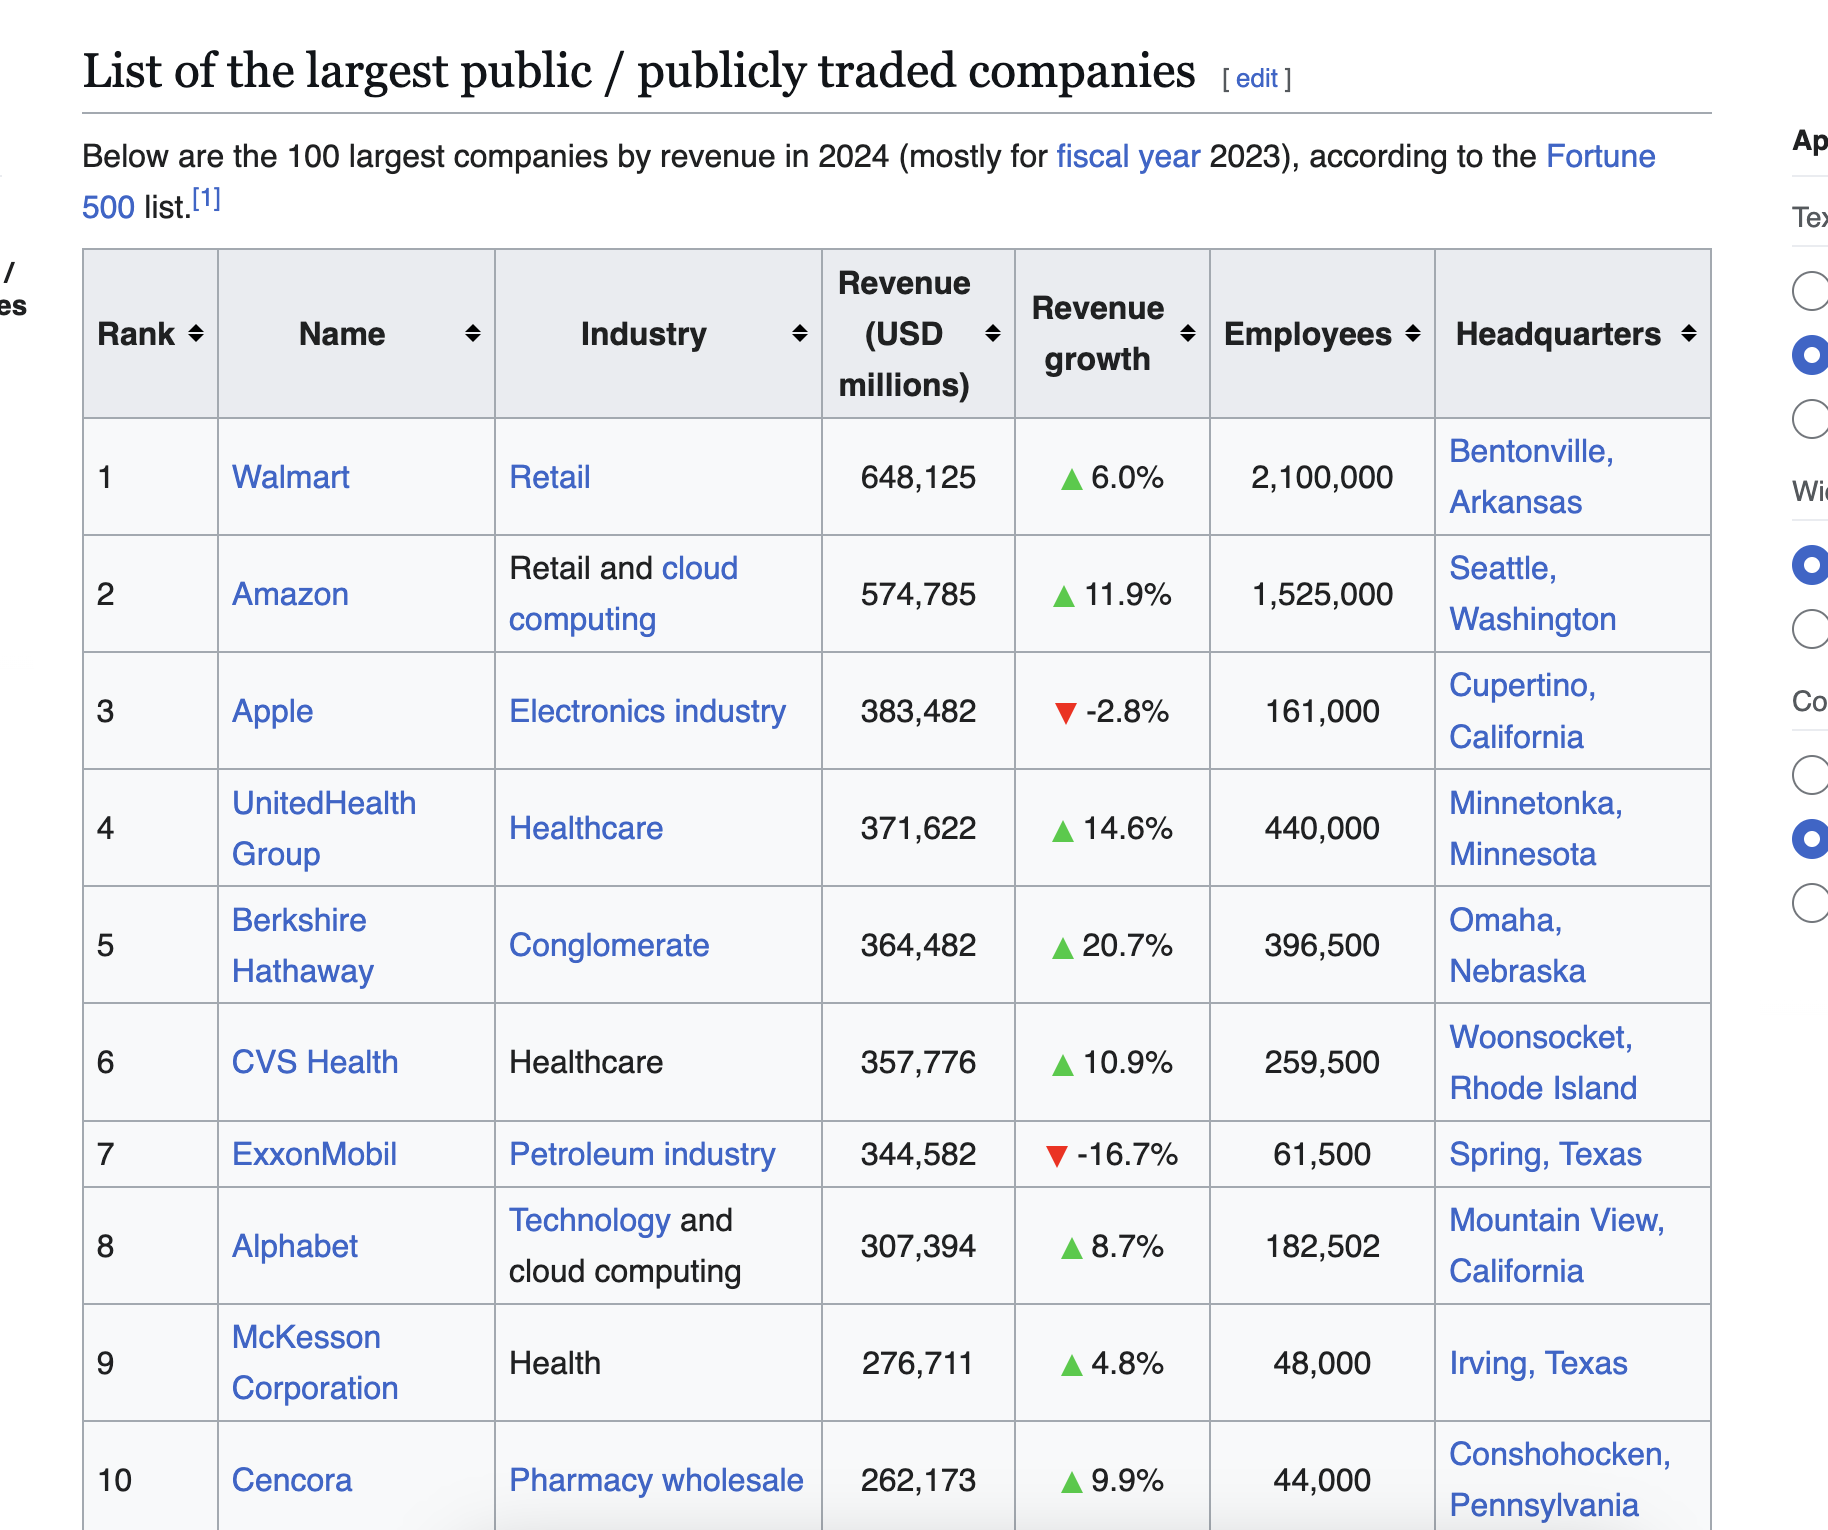 List of the largest public / publicly traded companies [ edit ]
Below are the 100 largest companies by revenue in 2024 (mostly for fiscal year 2023), according to the Fortune
500 list.[1]
Rank Name Industry Revenue (USD millions) Revenue growth Employees Headquarters
1 Walmart Retail 648,125 ▲ 6.0% 2,100,000 Bentonville, Arkansas
2 Amazon Retail and cloud computing 574,785 ▲ 11.9% 1,525,000 Seattle, Washington
3 Apple Electronics industry 383,482 ▼ -2.8% 161,000 Cupertino, California
4 UnitedHealth Group Healthcare 371,622 ▲ 14.6% 440,000 Minnetonka, Minnesota
5 Berkshire Hathaway Conglomerate 364,482 ▲ 20.7% 396,500 Omaha, Nebraska
6 CVS Health Healthcare 357,776 ▲ 10.9% 259,500 Woonsocket, Rhode Island
7 ExxonMobil Petroleum industry 344,582 ▼ -16.7% 61,500 Spring, Texas
8 Alphabet Technology and cloud computing 307,394 ▲ 8.7% 182,502 Mountain View, California
9 McKesson Corporation Health 276,711 ▲ 4.8% 48,000 Irving, Texas
10 Cencora Pharmacy wholesale 262,173 ▲ 9.9% 44,000 Conshohocken, Pennsylvania